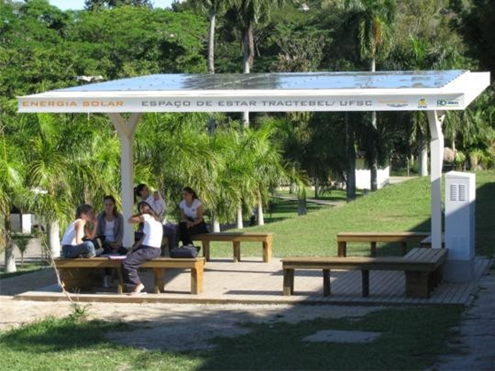 ENERGIA SOLAR ESPAÇO DE ESTAR TRACTEBEL/UFSC